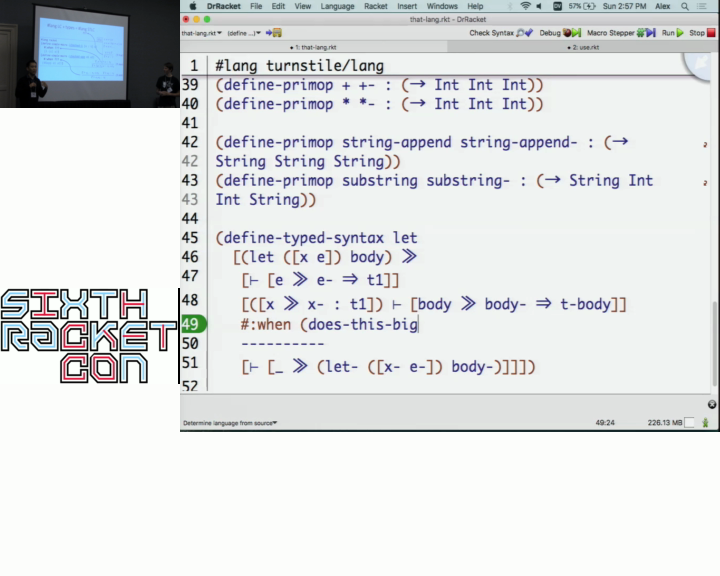 DrRacket File Edit View Language Racket Insert Windows Help 57% Sun 2:57 PM Alex
that-lang.rkt - DrRacket
that-lang.rkt▼ (define ...)▼ Check Syntax Debug Macro Stepper Run Stop
• 1: that-lang.rkt • 2: use.rkt
1 #lang turnstile/lang
39 (define-primop + +- : (→ Int Int Int))
40 (define-primop * *- : (→ Int Int Int))
41
42 (define-primop string-append string-append- : (→
42 String String String))
43 (define-primop substring substring- : (→ String Int
43 Int String))
44
45 (define-typed-syntax let
46 [(let ([x e]) body) ≫
47 [⊢ [e ≫ e- ⇒ t1]]
48 [([x ≫ x- : t1]) ⊢ [body ≫ body- ⇒ t-body]]
49 #:when (does-this-big
50 ----------
51 [⊢ [_ ≫ (let- ([x- e-]) body-)]]])
52
SIXTH
RACKET
CON
Determine language from source▼ 49:24 226.13 MB